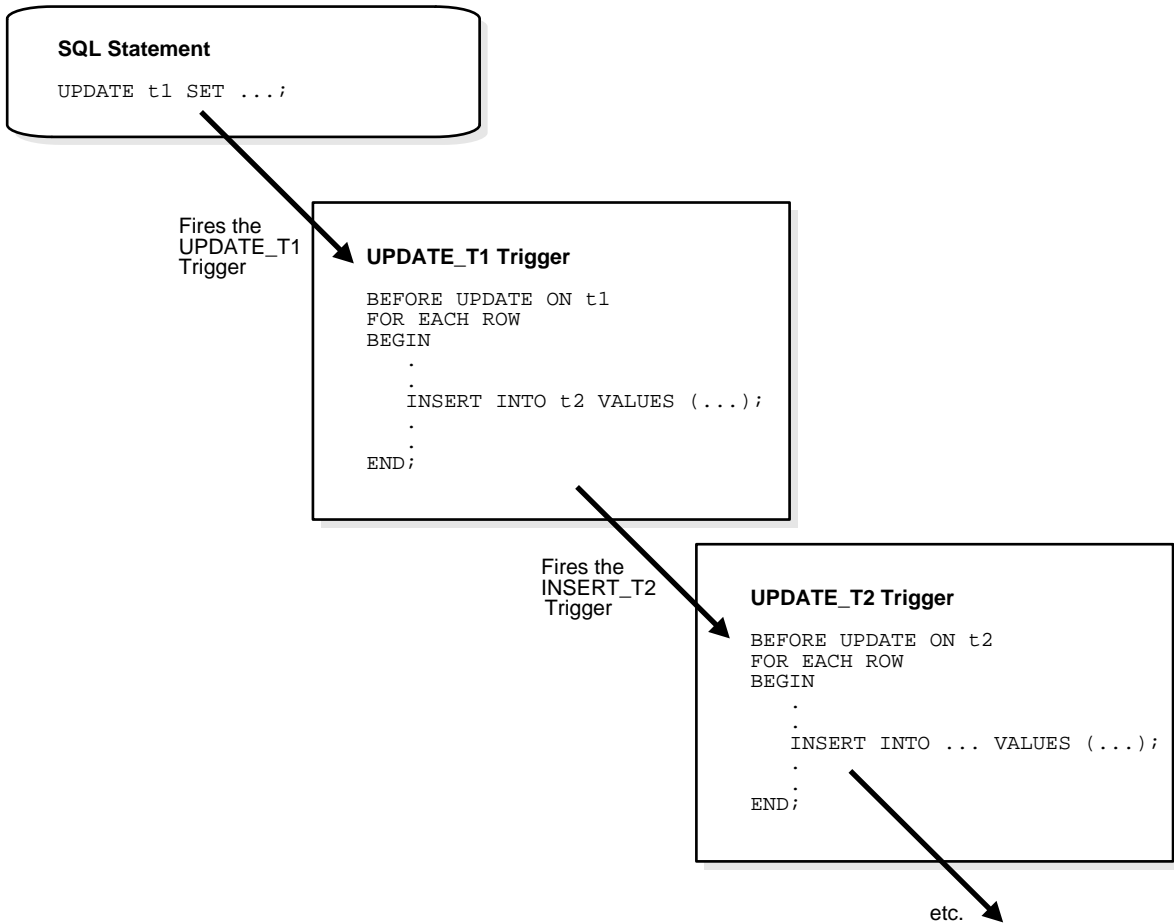 SQL Statement
UPDATE t1 SET ...;
Fires the
UPDATE_T1
Trigger
UPDATE_T1 Trigger
BEFORE UPDATE ON t1
FOR EACH ROW
BEGIN
.
.
INSERT INTO t2 VALUES (...);
.
.
END;
Fires the
INSERT_T2
Trigger
UPDATE_T2 Trigger
BEFORE UPDATE ON t2
FOR EACH ROW
BEGIN
.
.
INSERT INTO ... VALUES (...);
.
.
END;
etc.